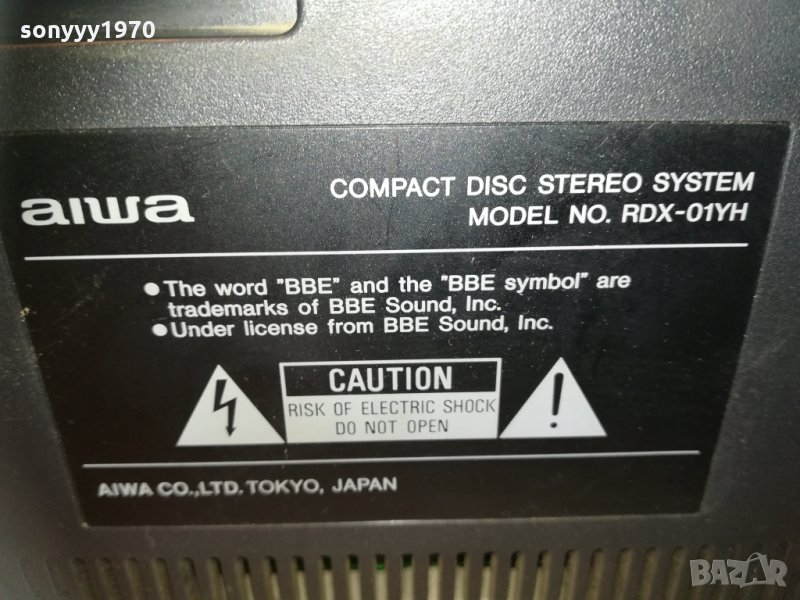 sonyyy1970
aiwa
COMPACT DISC STEREO SYSTEM
MODEL NO. RDX-01YH
●The word "BBE" and the "BBE symbol" are
trademarks of BBE Sound, Inc.
●Under license from BBE Sound, Inc.
CAUTION
RISK OF ELECTRIC SHOCK
DO NOT OPEN
AIWA CO.,LTD. TOKYO, JAPAN
BAZAR